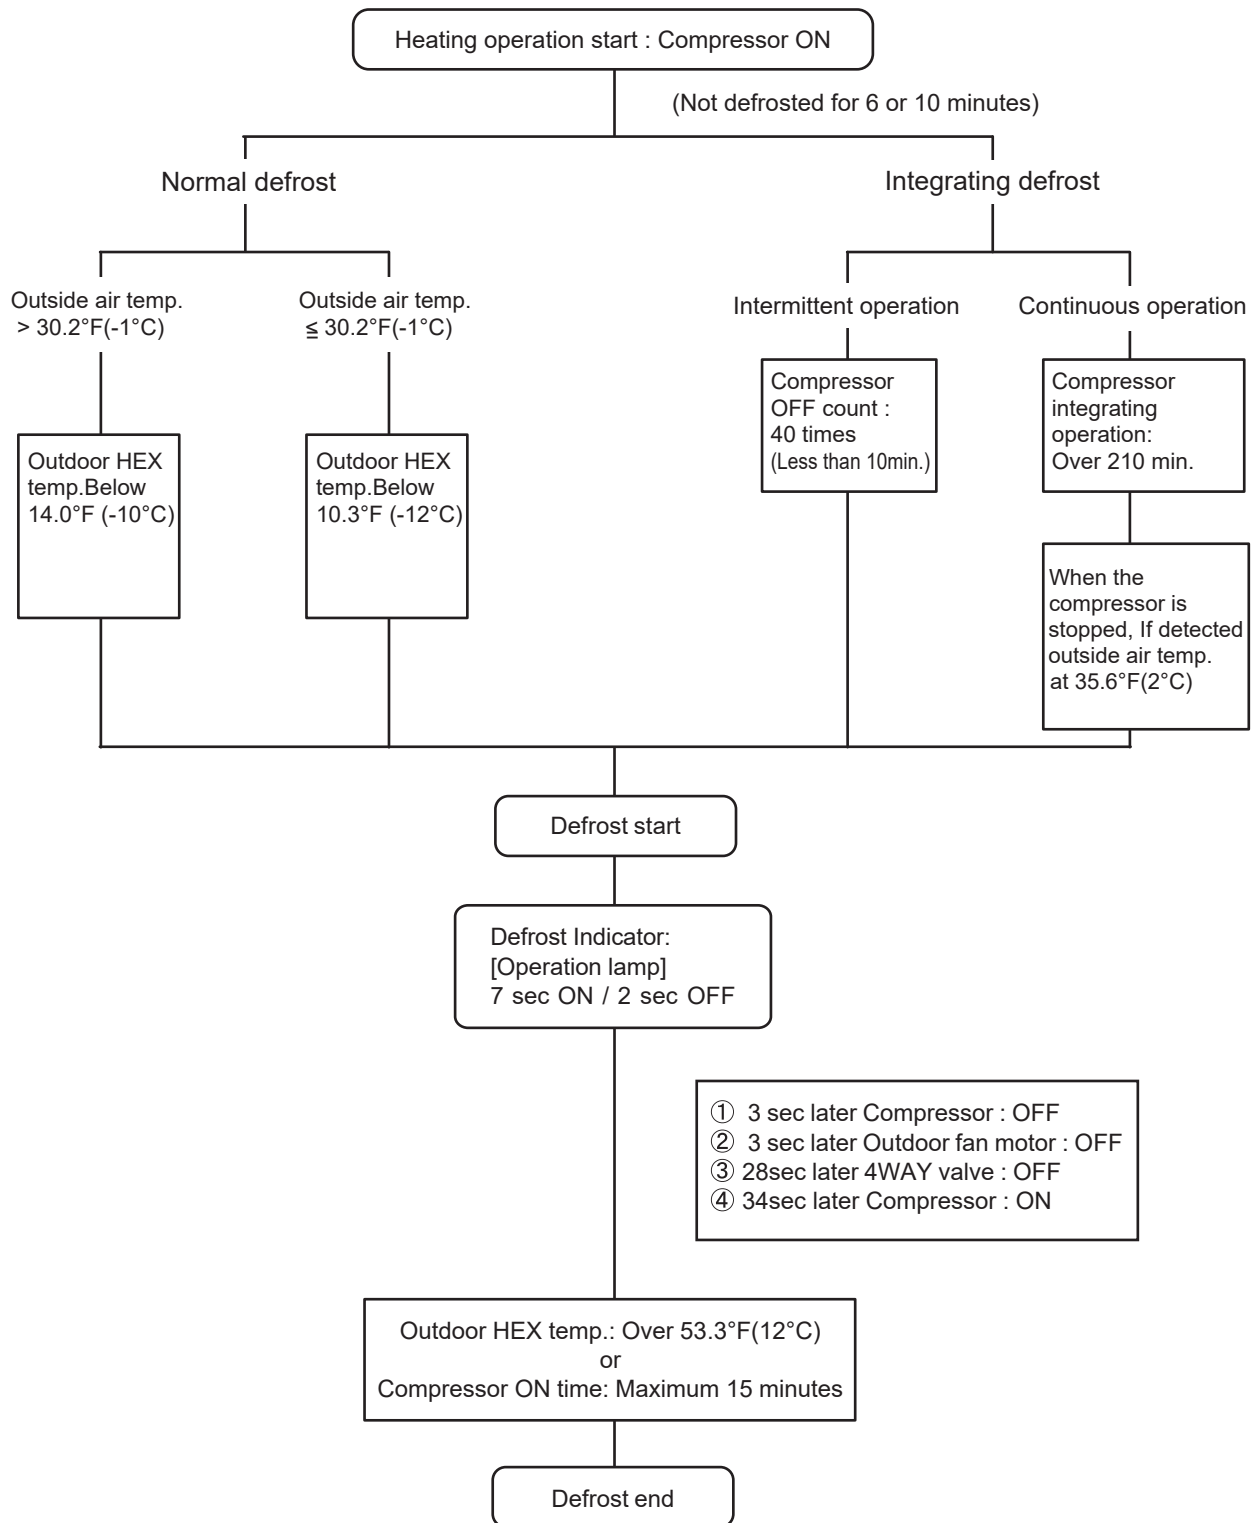 Heating operation start : Compressor ON
(Not defrosted for 6 or 10 minutes)
Normal defrost
Integrating defrost
Outside air temp.
> 30.2°F(-1°C)
Outside air temp.
≦ 30.2°F(-1°C)
Intermittent operation
Continuous operation
Outdoor HEX
temp.Below
14.0°F (-10°C)
Outdoor HEX
temp.Below
10.3°F (-12°C)
Compressor
OFF count :
40 times
(Less than 10min.)
Compressor
integrating
operation:
Over 210 min.
When the
compressor is
stopped, If detected
outside air temp.
at 35.6°F(2°C)
Defrost start
Defrost Indicator:
[Operation lamp]
7 sec ON / 2 sec OFF
① 3 sec later Compressor : OFF
② 3 sec later Outdoor fan motor : OFF
③ 28sec later 4WAY valve : OFF
④ 34sec later Compressor : ON
Outdoor HEX temp.: Over 53.3°F(12°C)
or
Compressor ON time: Maximum 15 minutes
Defrost end